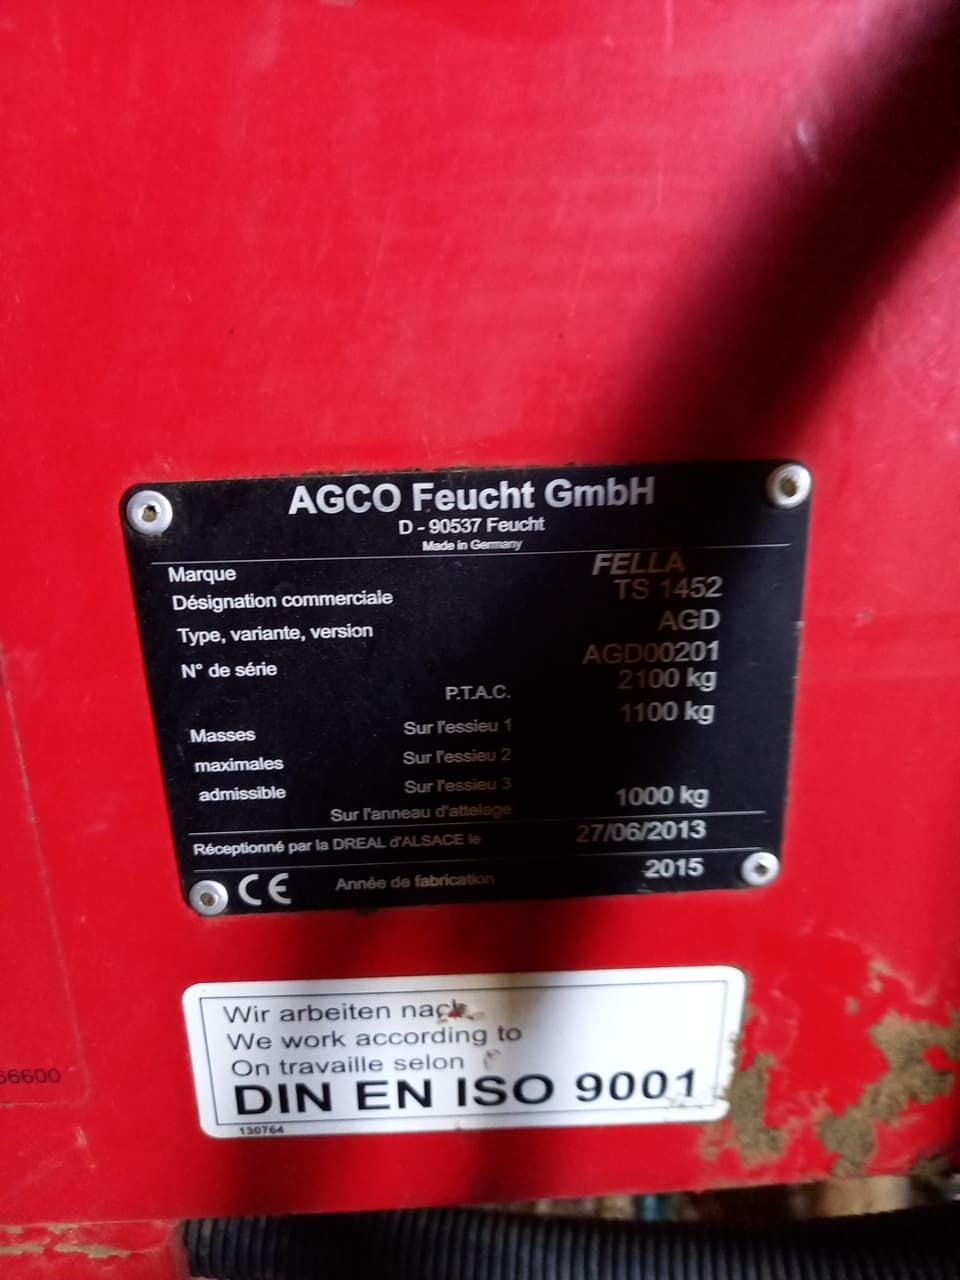 AGCO Feucht GmbH
D - 90537 Feucht
Made in Germany
Marque FELLA
Désignation commerciale TS 1452
Type, variante, version AGD
N° de série AGD00201
P.T.A.C. 2100 kg
Masses Sur l'essieu 1 1100 kg
maximales Sur l'essieu 2
admissible Sur l'essieu 3
Sur l'anneau d'attelage 1000 kg
Réceptionné par la DREAL d'ALSACE le 27/06/2013
CE Année de fabrication 2015
Wir arbeiten nach
We work according to
On travaille selon
DIN EN ISO 9001
130764
66600